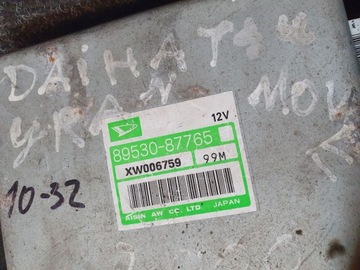 DAIHATSU
GRAN MOVE
12V
89530-87765
XW006759 99M
10-32
AISIN AW CO., LTD. JAPAN